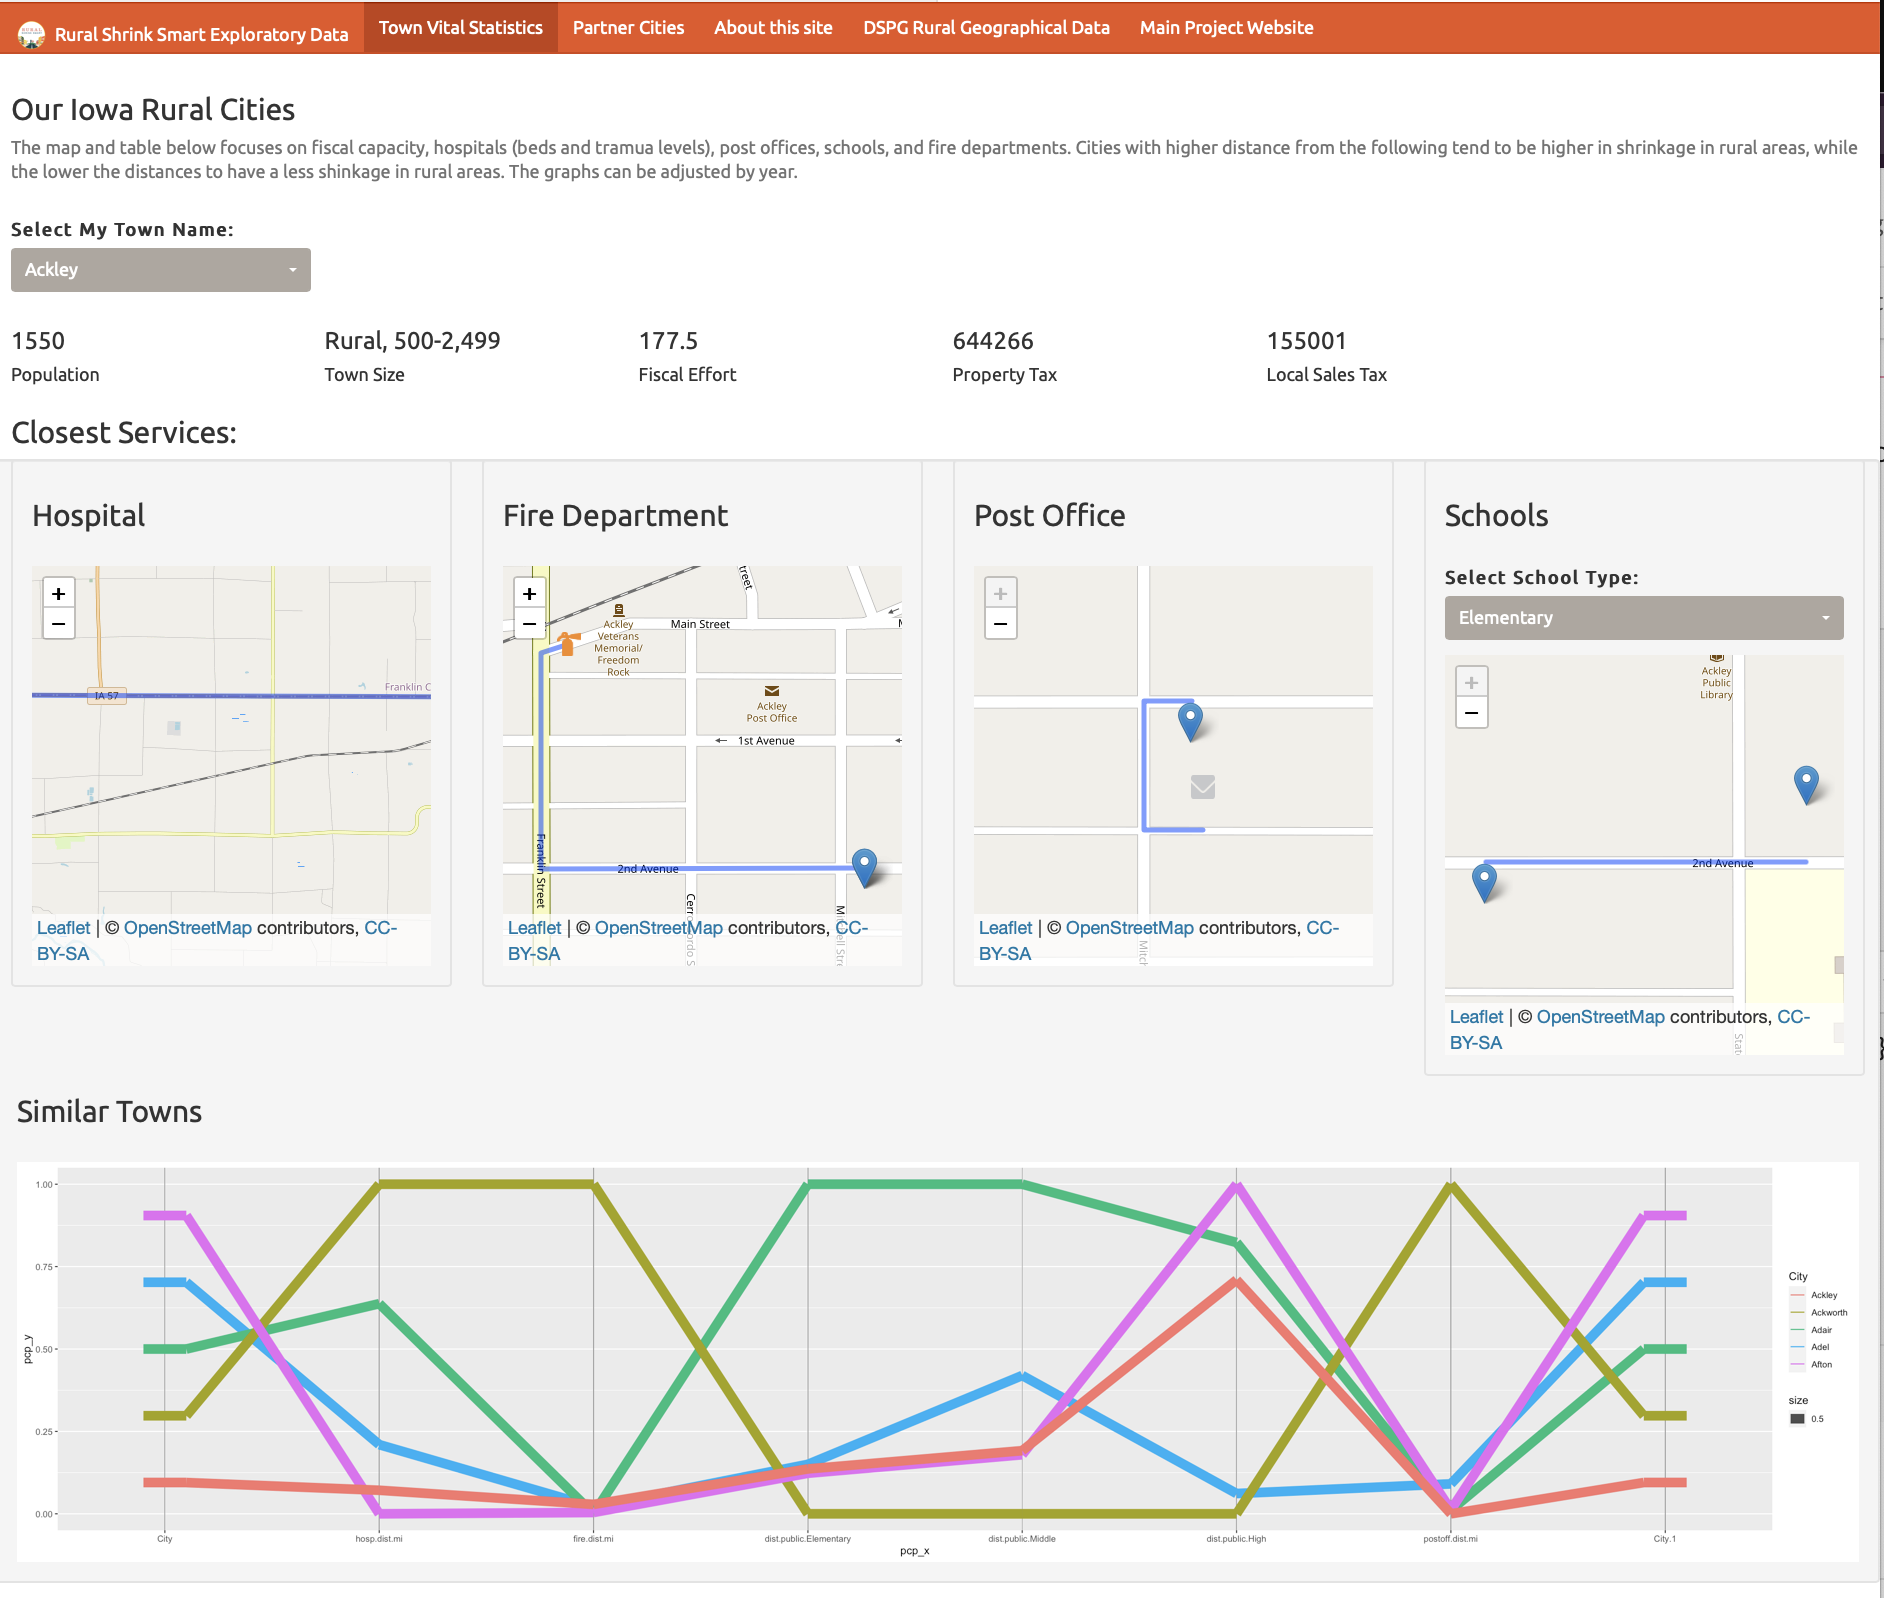 Rural Shrink Smart Exploratory Data
Town Vital Statistics
Partner Cities
About this site
DSPG Rural Geographical Data
Main Project Website
Our Iowa Rural Cities
The map and table below focuses on fiscal capacity, hospitals (beds and tramua levels), post offices, schools, and fire departments. Cities with higher distance from the following tend to be higher in shrinkage in rural areas, while
the lower the distances to have a less shinkage in rural areas. The graphs can be adjusted by year.
Select My Town Name:
Ackley
1550
Population
Rural, 500-2,499
Town Size
177.5
Fiscal Effort
644266
Property Tax
155001
Local Sales Tax
Closest Services:
Hospital
+
−
IA 57
Franklin C
Leaflet | © OpenStreetMap contributors, CC-
BY-SA
Fire Department
+
−
treet
Ackley
Veterans
Memorial/
Freedom
Rock
Main Street
Ackley
Post Office
1st Avenue
Franklin Street
2nd Avenue
Leaflet | © OpenStreetMap contributors, CC-
BY-SA
Post Office
+
−
Mitch
Leaflet | © OpenStreetMap contributors, CC-
BY-SA
Schools
Select School Type:
Elementary
+
−
Ackley
Public
Library
2nd Avenue
State
Leaflet | © OpenStreetMap contributors, CC-
BY-SA
Similar Towns
1.00
0.75
0.50
0.25
0.00
pcp_y
City
hosp.dist.mi
fire.dist.mi
dist.public.Elementary
dist.public.Middle
dist.public.High
postoff.dist.mi
City.1
pcp_x
City
Ackley
Ackworth
Adair
Adel
Afton
size
0.5